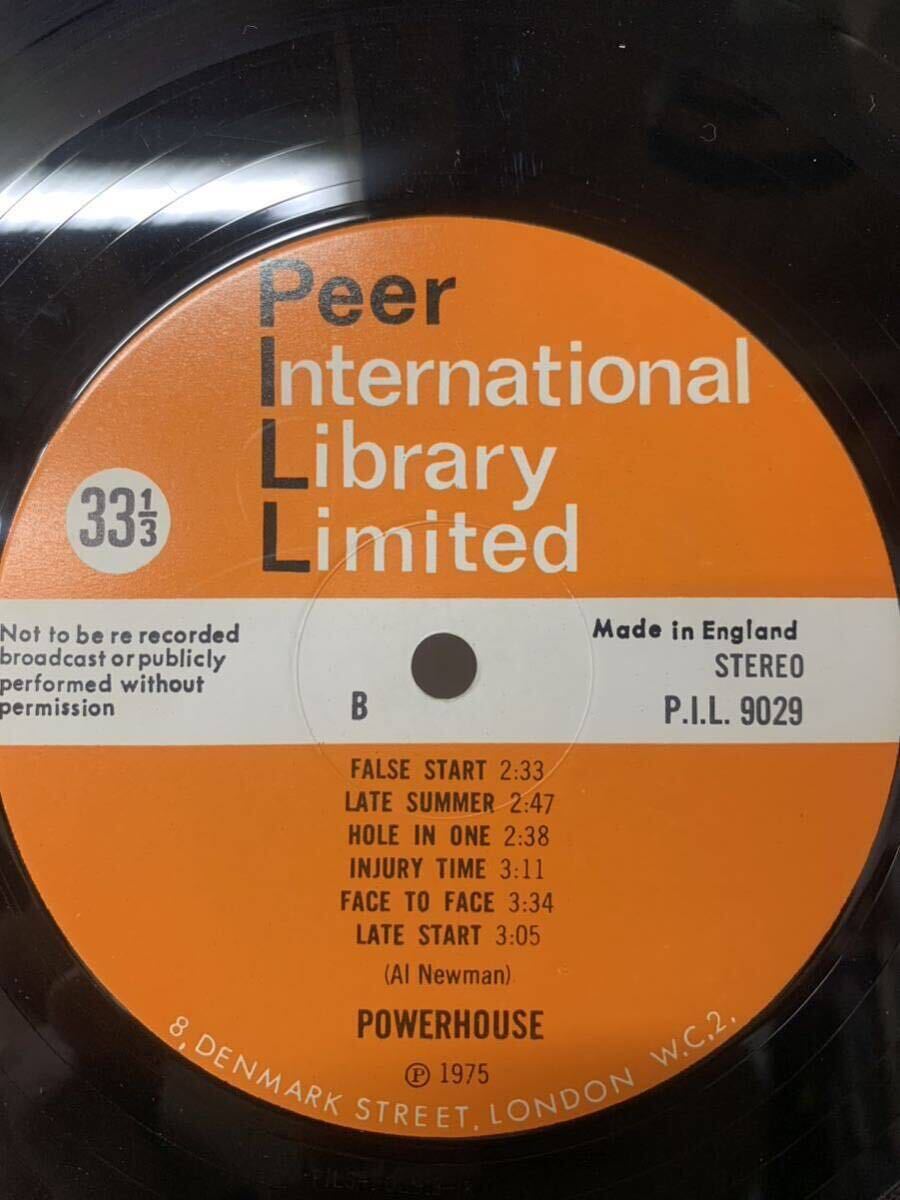 Peer
International
Library
Limited
33⅓
Not to be re recorded
broadcast or publicly
performed without
permission
Made in England
STEREO
P.I.L. 9029
B
FALSE START 2:33
LATE SUMMER 2:47
HOLE IN ONE 2:38
INJURY TIME 3:11
FACE TO FACE 3:34
LATE START 3:05
(Al Newman)
POWERHOUSE
℗ 1975
8, DENMARK STREET, LONDON W.C.2.